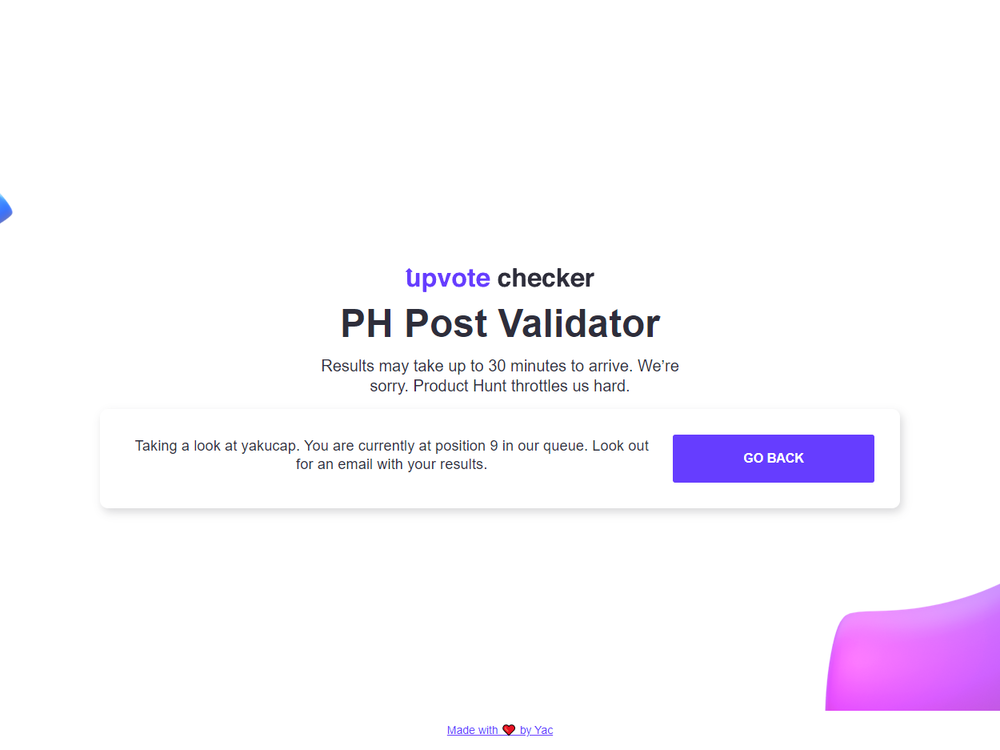 upvote checker
PH Post Validator
Results may take up to 30 minutes to arrive. We’re
sorry. Product Hunt throttles us hard.
Taking a look at yakucap. You are currently at position 9 in our queue. Look out
for an email with your results.
GO BACK
Made with ❤️ by Yac